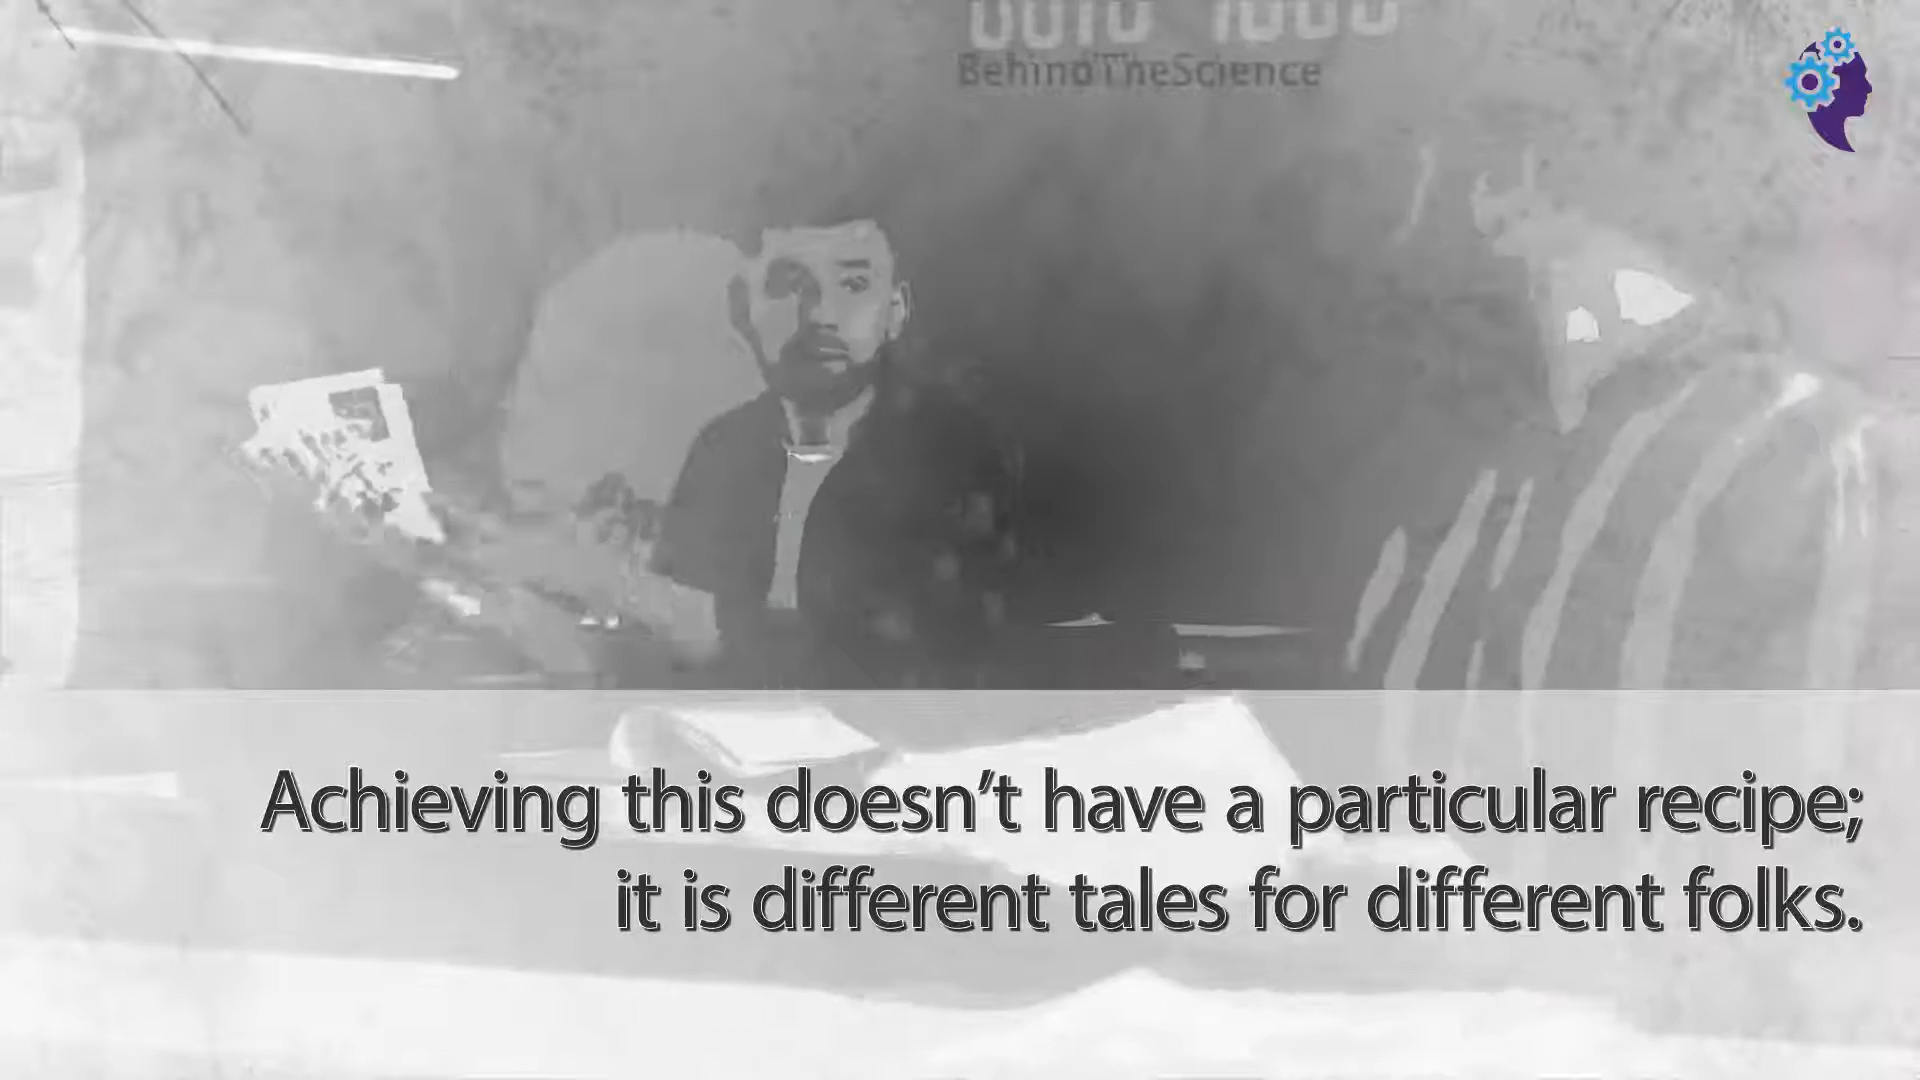 BehindTheScience
Achieving this doesn’t have a particular recipe;
it is different tales for different folks.